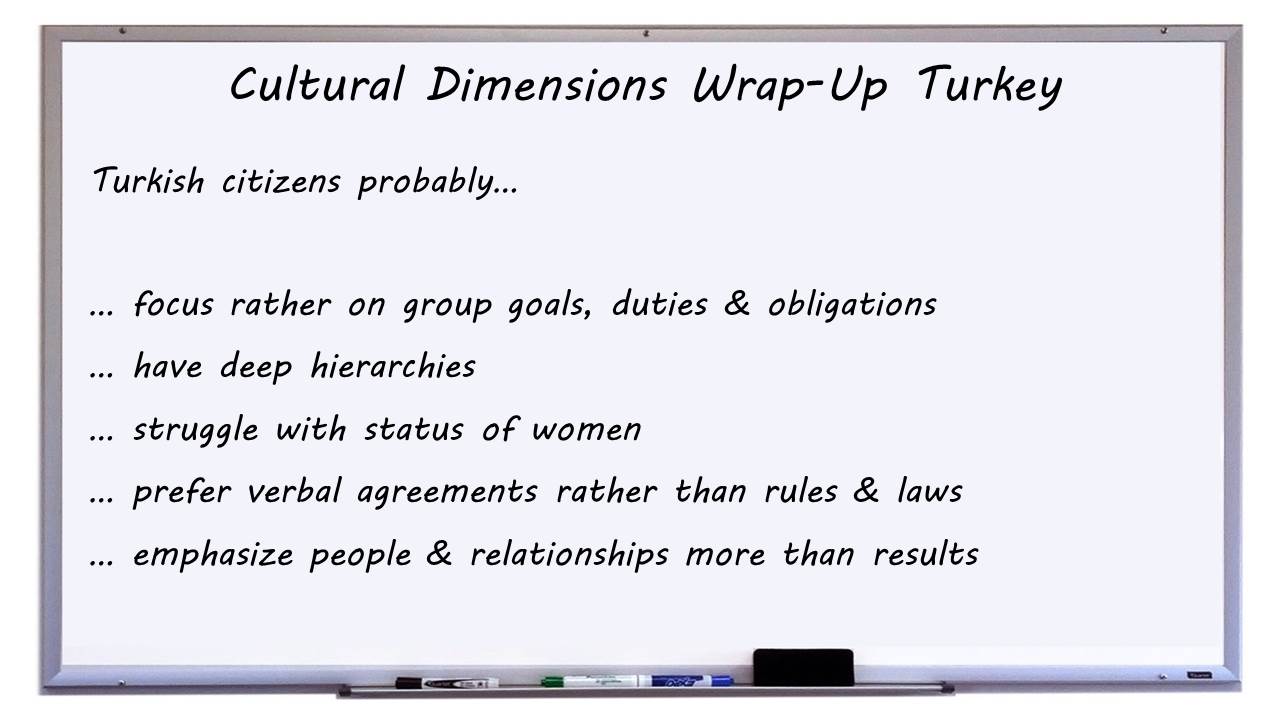 Cultural Dimensions Wrap-Up Turkey
Turkish citizens probably...
... focus rather on group goals, duties & obligations
... have deep hierarchies
... struggle with status of women
... prefer verbal agreements rather than rules & laws
... emphasize people & relationships more than results